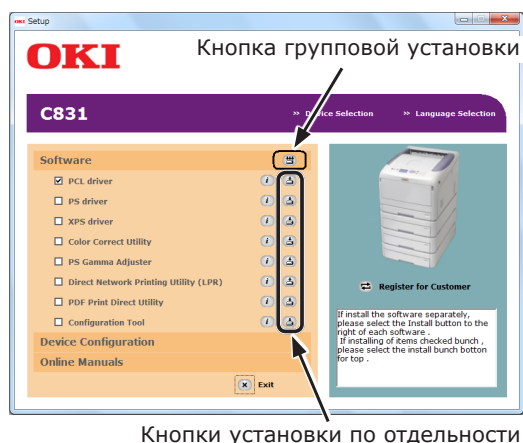 OKI Setup
OKI
Кнопка групповой установки
C831
Device Selection
Language Selection
Software
PCL driver
PS driver
XPS driver
Color Correct Utility
PS Gamma Adjuster
Direct Network Printing Utility (LPR)
PDF Print Direct Utility
Configuration Tool
Device Configuration
Online Manuals
Exit
Register for Customer
If install the software separately,
please select the Install button to the
right of each software .
If installing of items checked bunch ,
please select the install bunch botton
for top .
Кнопки установки по отдельности